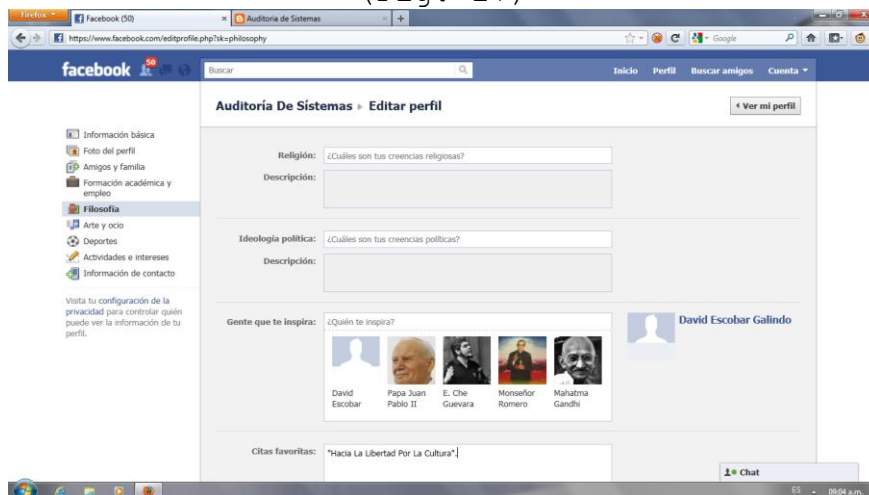 Firefox
Facebook (50)
Auditoria de Sistemas
https://www.facebook.com/editprofile.php?sk=philosophy
Google
facebook
50
Buscar
Inicio Perfil Buscar amigos Cuenta
Auditoría De Sístemas Editar perfil
Ver mi perfil
Información básica
Foto del perfil
Amigos y familia
Formación académica y
empleo
Filosofía
Arte y ocio
Deportes
Actividades e intereses
Información de contacto
Visita tu configuración de la
privacidad para controlar quién
puede ver la información de tu
perfil.
Religión: ¿Cuáles son tus creencias religiosas?
Descripción:
Ideología política: ¿Cuáles son tus creencias políticas?
Descripción:
Gente que te inspira: ¿Quién te inspira?
David
Escobar
Papa Juan
Pablo II
E. Che
Guevara
Monseñor
Romero
Mahatma
Gandhi
David Escobar Galindo
Citas favoritas: "Hacia La Libertad Por La Cultura".
1 Chat
ES 09:04 a.m.